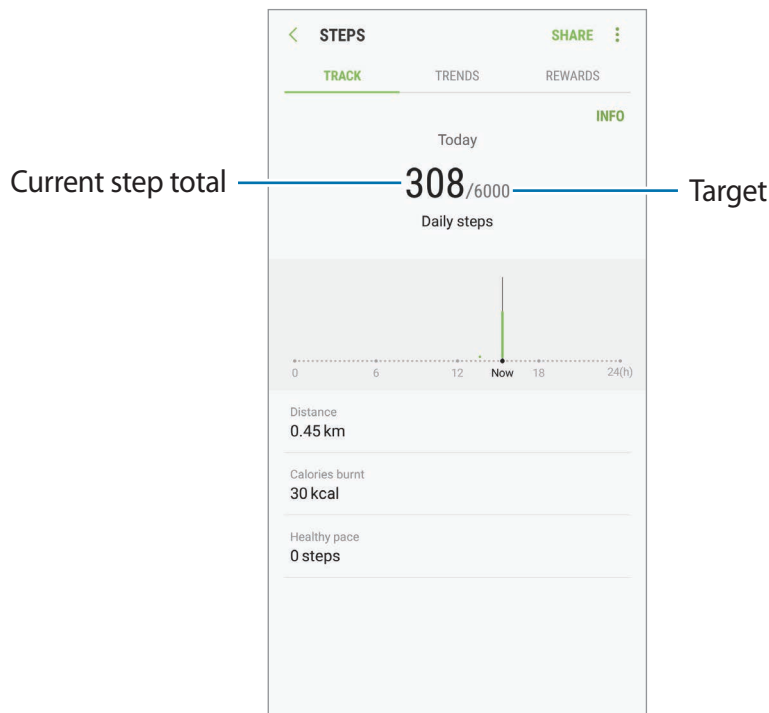 STEPS SHARE
TRACK TRENDS REWARDS
INFO
Today
Current step total 308/6000 Target
Daily steps
0 6 12 Now 18 24(h)
Distance
0.45 km
Calories burnt
30 kcal
Healthy pace
0 steps